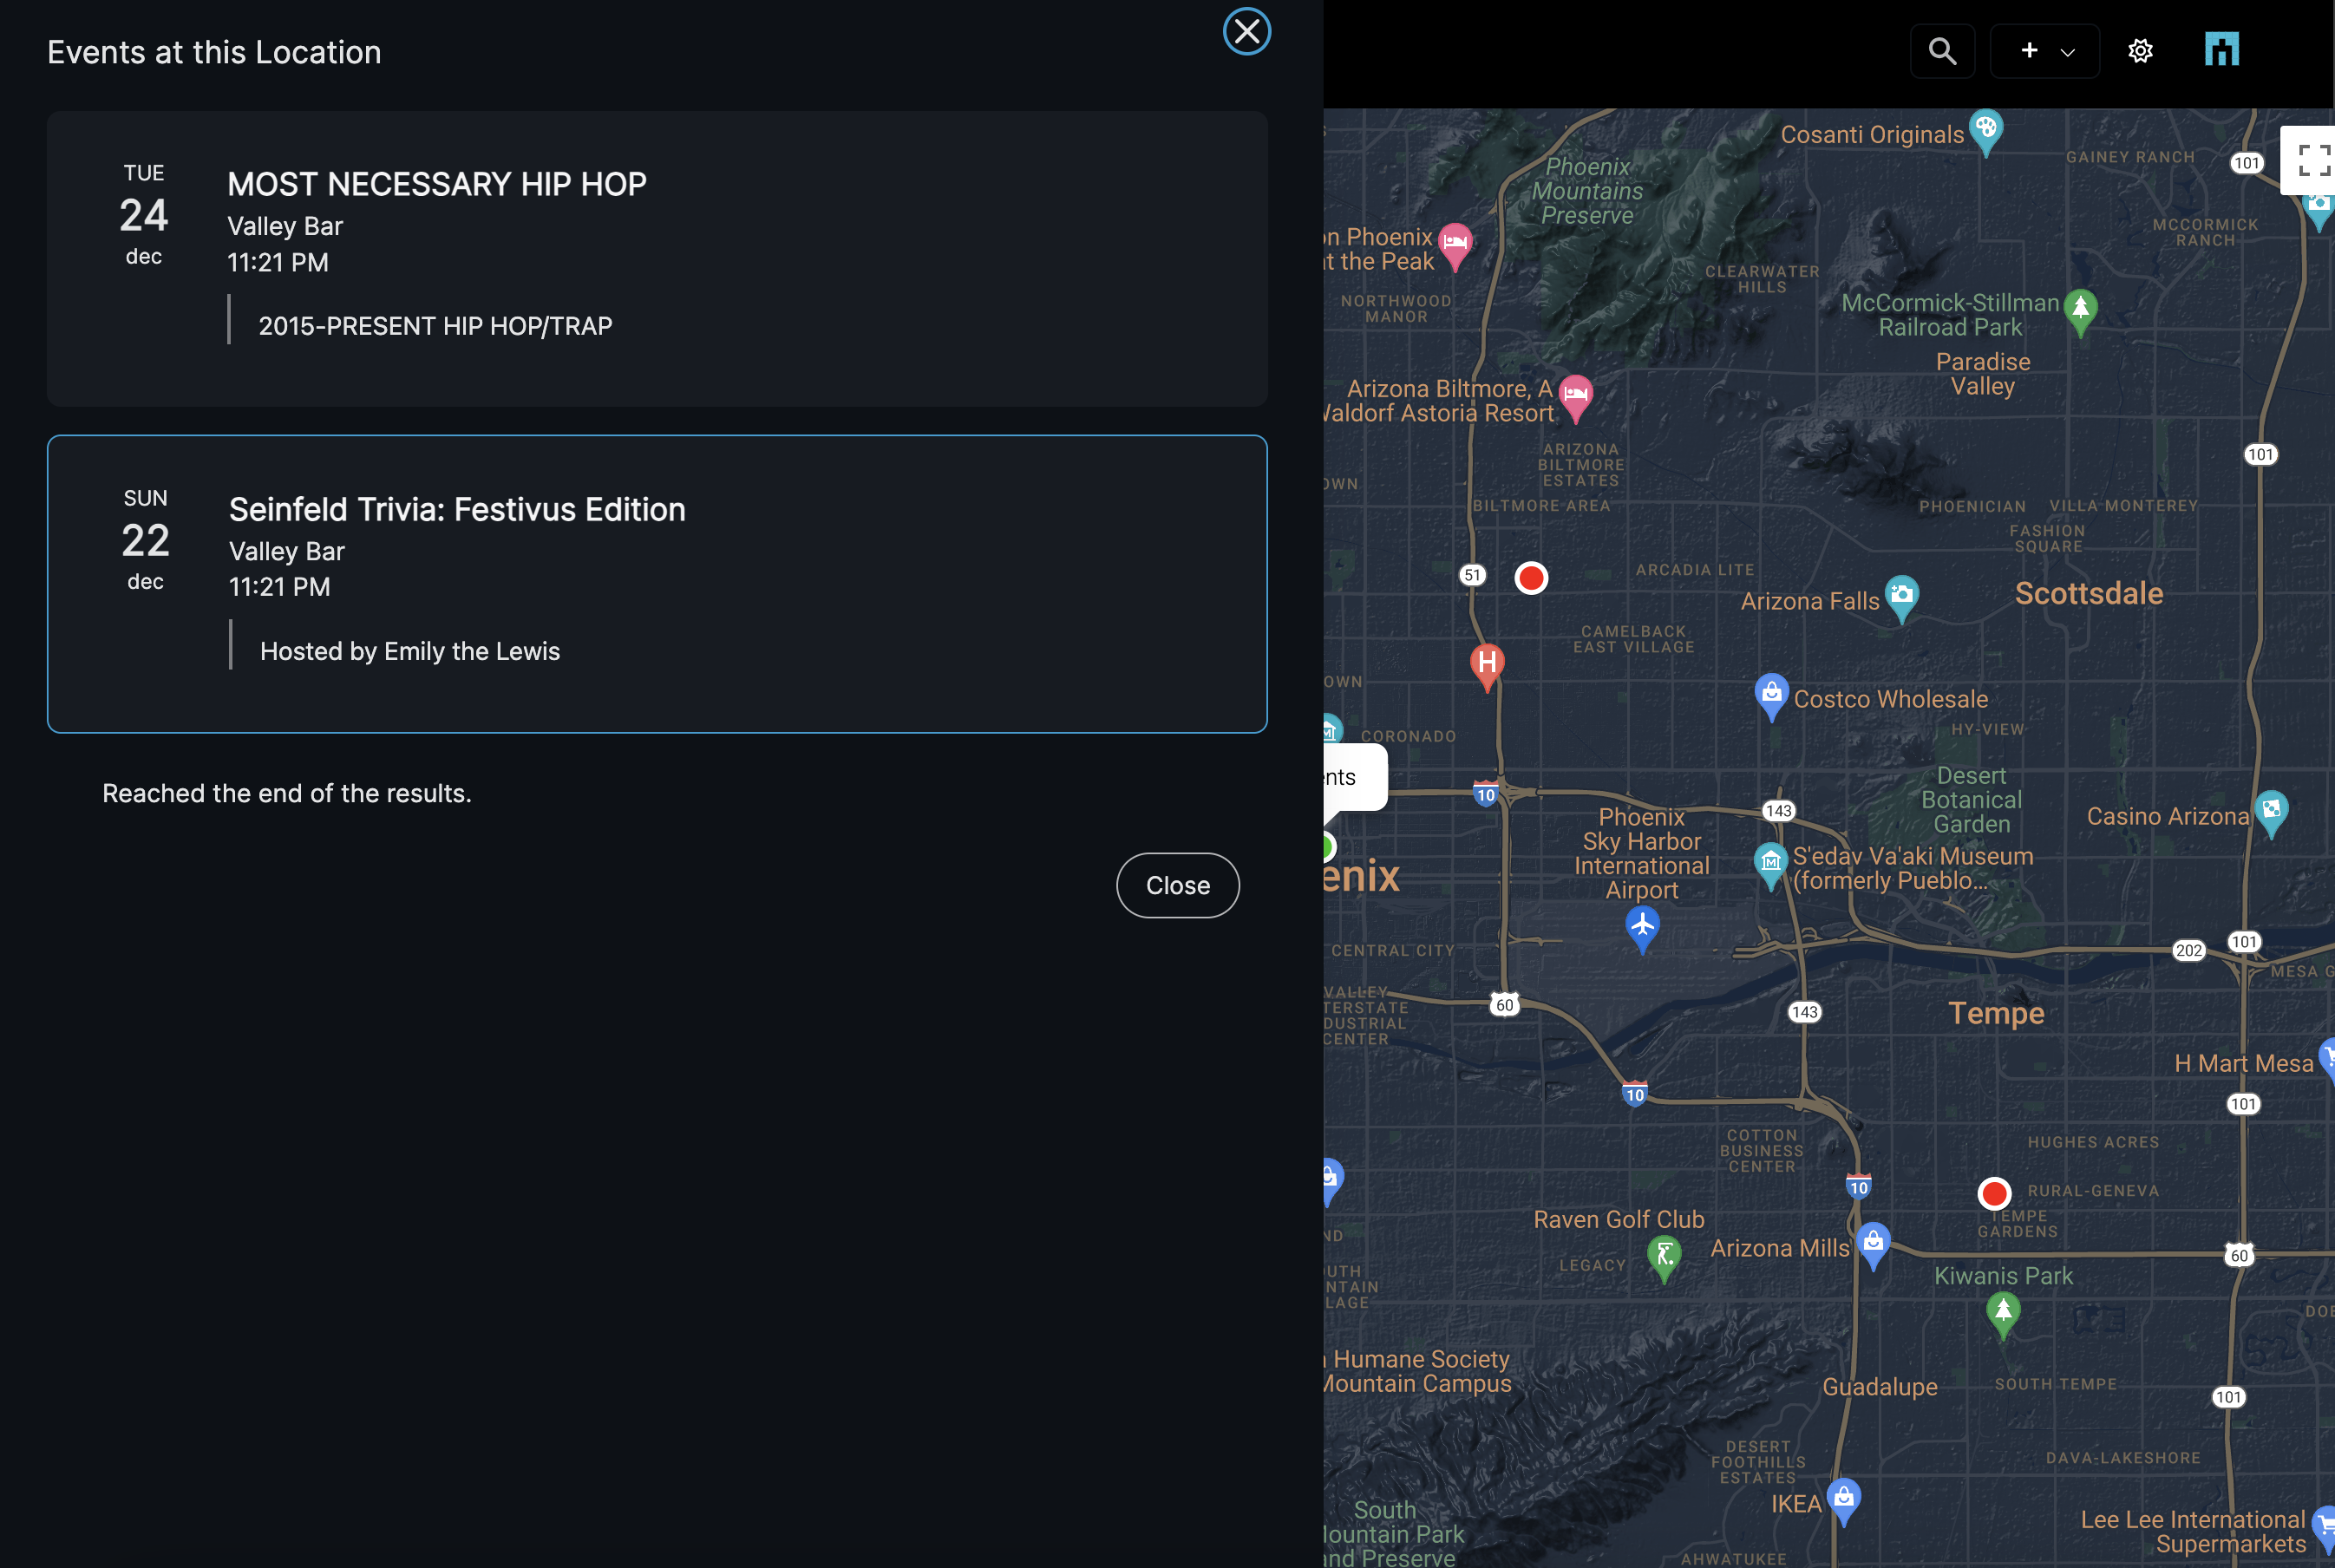 Events at this Location
TUE
24
dec
MOST NECESSARY HIP HOP
Valley Bar
11:21 PM
2015-PRESENT HIP HOP/TRAP
SUN
22
dec
Seinfeld Trivia: Festivus Edition
Valley Bar
11:21 PM
Hosted by Emily the Lewis
Reached the end of the results.
Close
Cosanti Originals
GAINEY RANCH
101
Phoenix
Mountains
Preserve
MCCORMICK
RANCH
on Phoenix
at the Peak
CLEARWATER
HILLS
NORTHWOOD
MANOR
McCormick-Stillman
Railroad Park
Paradise
Valley
Arizona Biltmore, A
Waldorf Astoria Resort
ARIZONA
BILTMORE
ESTATES
101
OWN
BILTMORE AREA
PHOENICIAN
VILLA MONTEREY
FASHION
SQUARE
51
ARCADIA LITE
Arizona Falls
Scottsdale
CAMELBACK
EAST VILLAGE
H
OWN
Costco Wholesale
HY-VIEW
CORONADO
ents
10
143
Desert
Botanical
Garden
Casino Arizona
Phoenix
Sky Harbor
International
Airport
S'edav Va'aki Museum
(formerly Pueblo...
enix
CENTRAL CITY
202
101
MESA G
VALLEY
TERSTATE
DUSTRIAL
CENTER
60
143
Tempe
H Mart Mesa
10
101
COTTON
BUSINESS
CENTER
HUGHES ACRES
10
RURAL-GENEVA
TEMPE
GARDENS
Raven Golf Club
ND
Arizona Mills
LEGACY
60
UTH
NTAIN
LAGE
Kiwanis Park
DOB
Humane Society
Mountain Campus
Guadalupe
SOUTH TEMPE
101
DESERT
FOOTHILLS
ESTATES
DAVA-LAKESHORE
IKEA
South
Mountain Park
and Preserve
Lee Lee International
Supermarkets
AHWATUKEE